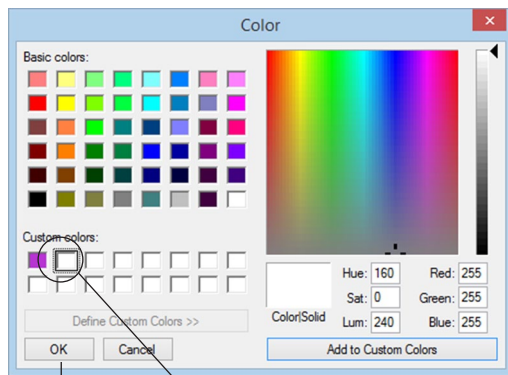 Color
Basic colors:
Custom colors:
Define Custom Colors >>
OK Cancel
Color|Solid
Hue: 160 Red: 255
Sat: 0 Green: 255
Lum: 240 Blue: 255
Add to Custom Colors